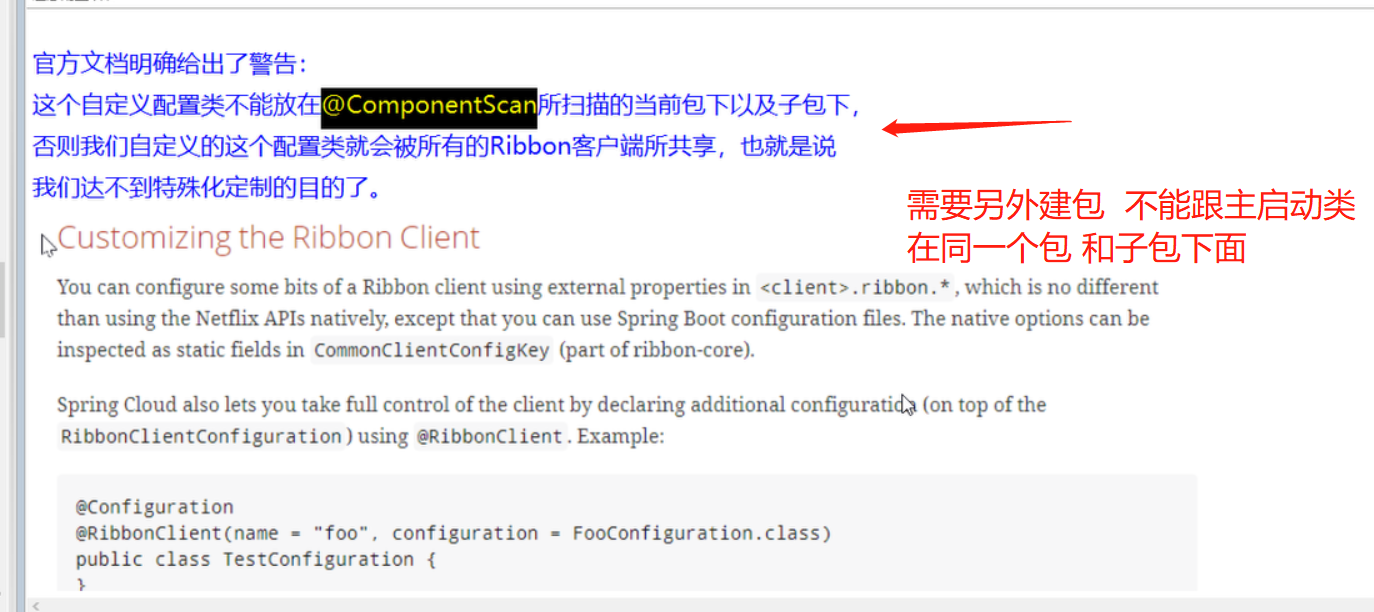 官方文档明确给出了警告：
这个自定义配置类不能放在@ComponentScan所扫描的当前包下以及子包下，
否则我们自定义的这个配置类就会被所有的Ribbon客户端所共享，也就是说
我们达不到特殊化定制的目的了。
需要另外建包 不能跟主启动类
在同一个包 和子包下面
Customizing the Ribbon Client
You can configure some bits of a Ribbon client using external properties in <client>.ribbon.*, which is no different
than using the Netflix APIs natively, except that you can use Spring Boot configuration files. The native options can be
inspected as static fields in CommonClientConfigKey (part of ribbon-core).
Spring Cloud also lets you take full control of the client by declaring additional configuration (on top of the
RibbonClientConfiguration) using @RibbonClient. Example:
@Configuration
@RibbonClient(name = "foo", configuration = FooConfiguration.class)
public class TestConfiguration {
}